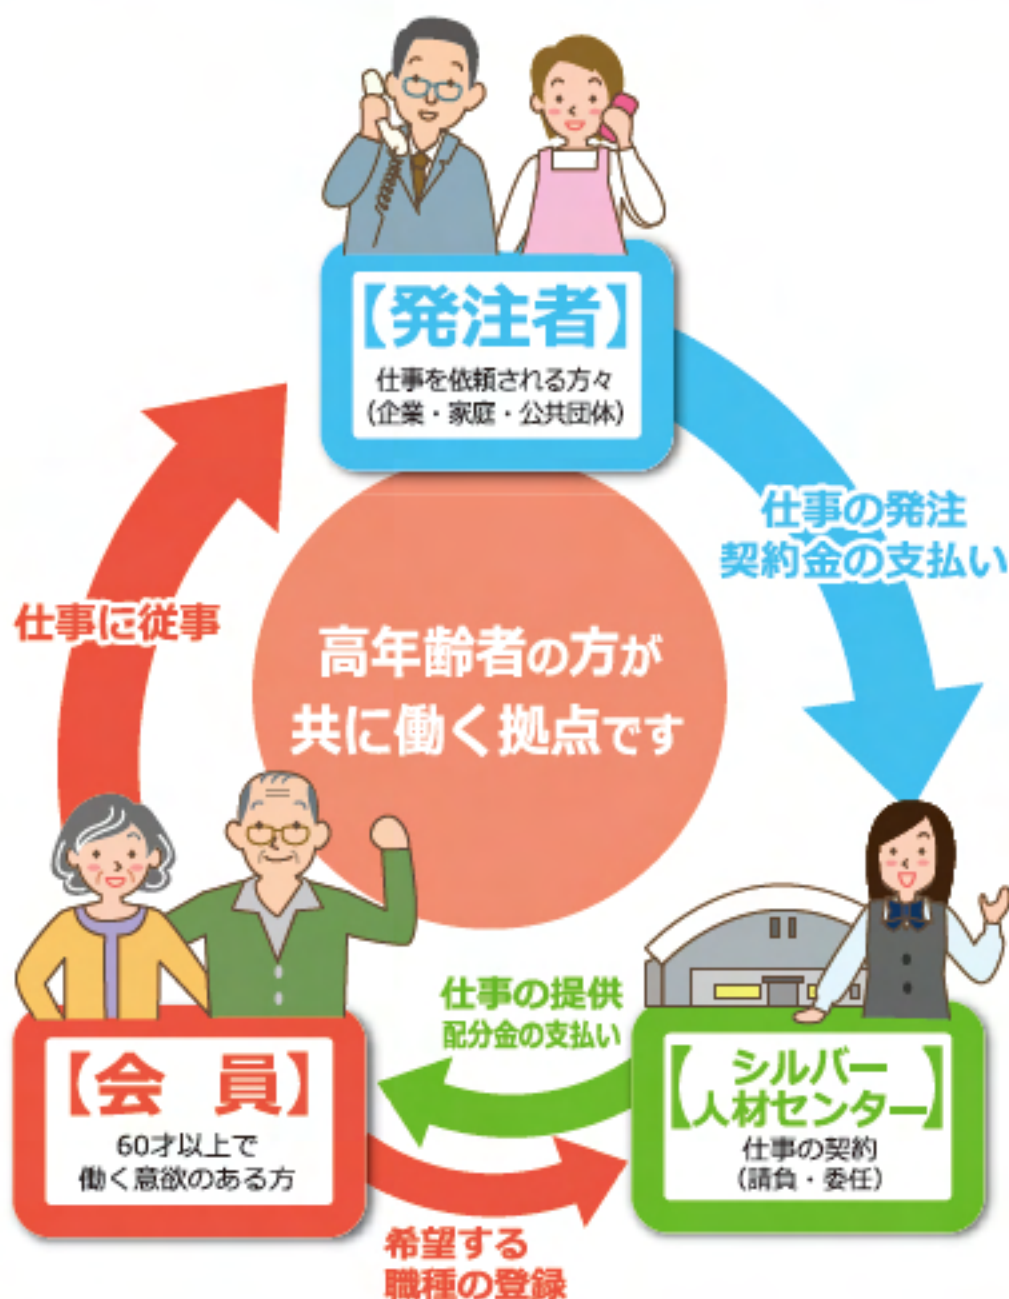 【発注者】
仕事を依頼される方々
（企業・家庭・公共団体）
仕事の発注
契約金の支払い
仕事に従事
高年齢者の方が
共に働く拠点です
仕事の提供
配分金の支払い
【会　員】
60才以上で
働く意欲のある方
【シルバー
人材センター】
仕事の契約
（請負・委任）
希望する
職種の登録